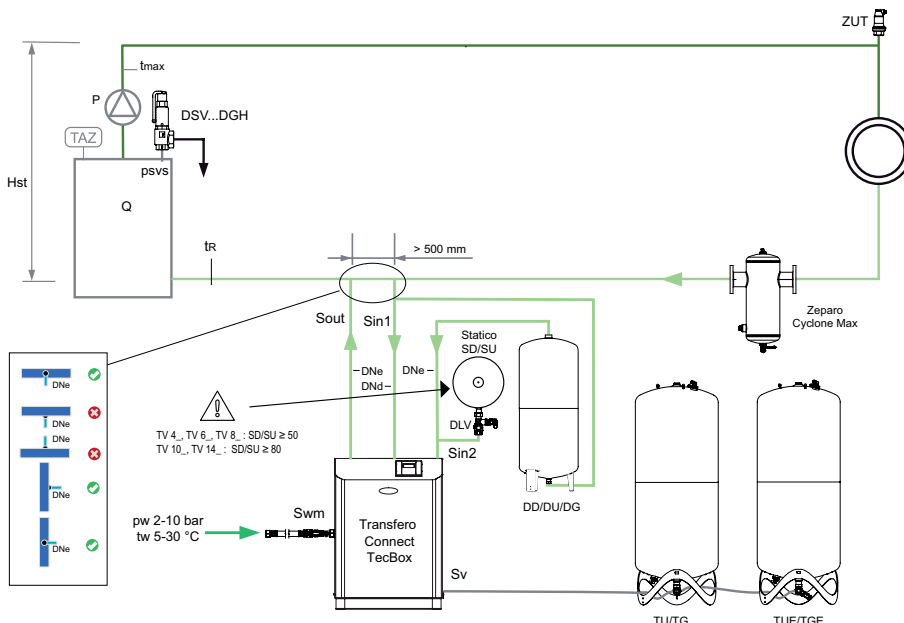 ZUT
tmax
P
DSV...DGH
TAZ
psvs
Hst
Q
tR
> 500 mm
Sout
Sin1
Zeparo
Cyclone Max
Statico
SD/SU
DNe
DNd
DNe
DLV
Sin2
TV 4_, TV 6_, TV 8_ : SD/SU ≥ 50
TV 10_, TV 14_ : SD/SU ≥ 80
DNe
DNe
DNe
DNe
DNe
DD/DU/DG
pw 2-10 bar
tw 5-30 °C
Swm
Transfero
Connect
TecBox
Sv
TU/TG
TUE/TGE